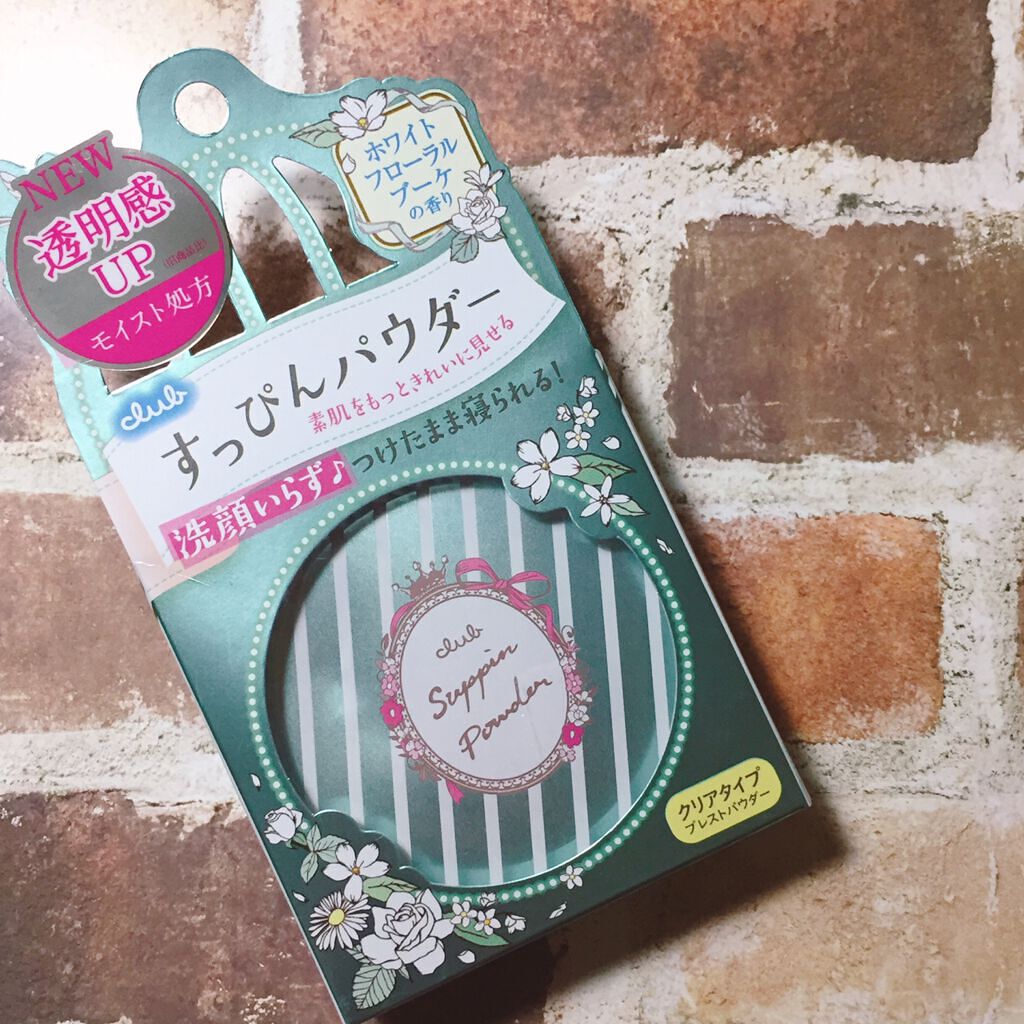 NEW
透明感
UP
モイスト処方
ホワイト
フローラル
ブーケ
の香り
club
すっぴんパウダー
素肌をもっときれいに見せる
洗顔いらず♪つけたまま寝られる!
club
Suppin
Powder
クリアタイプ
プレストパウダー